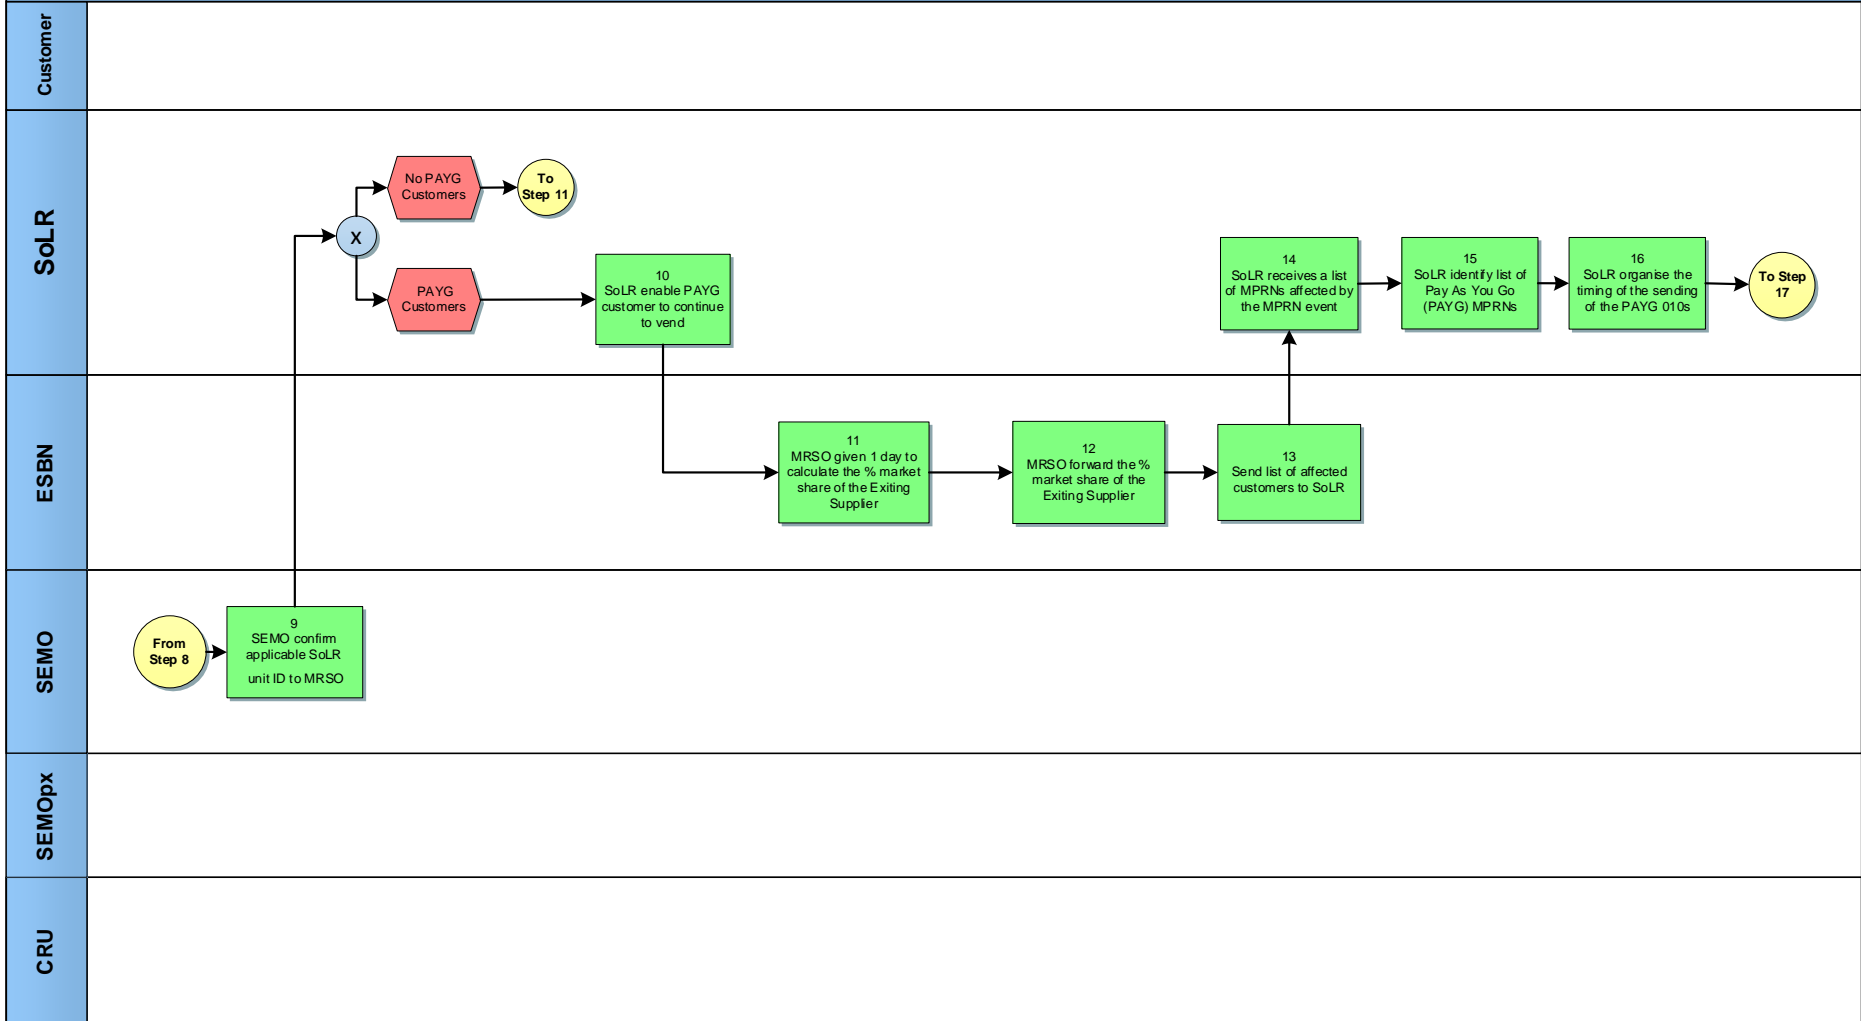 Customer
SoLR
No PAYG
Customers
To
Step 11
X
PAYG
Customers
10
SoLR enable PAYG
customer to continue
to vend
14
SoLR receives a list
of MPRNs affected by
the MPRN event
15
SoLR identify list of
Pay As You Go
(PAYG) MPRNs
16
SoLR organise the
timing of the sending
of the PAYG 010s
To Step
17
ESBN
11
MRSO given 1 day to
calculate the % market
share of the Exiting
Supplier
12
MRSO forward the %
market share of the
Exiting Supplier
13
Send list of affected
customers to SoLR
SEMO
From
Step 8
9
SEMO confirm
applicable SoLR
unit ID to MRSO
SEMOpx
CRU